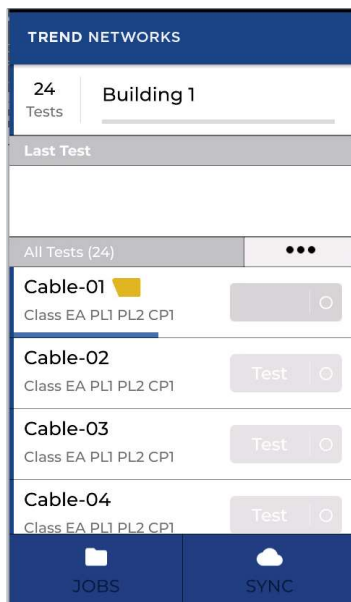 TREND NETWORKS
24
Tests
Building 1
Last Test
All Tests (24)
•••
Cable-01
Class EA PL1 PL2 CP1
Cable-02
Class EA PL1 PL2 CP1
Test
Cable-03
Class EA PL1 PL2 CP1
Test
Cable-04
Class EA PL1 PL2 CP1
Test
JOBS
SYNC